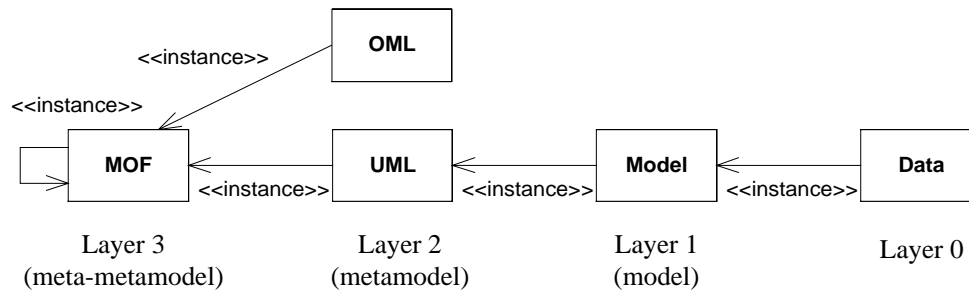 OML
<<instance>>
<<instance>>
MOF
UML
Model
Data
<<instance>>
<<instance>>
<<instance>>
Layer 3
(meta-metamodel)
Layer 2
(metamodel)
Layer 1
(model)
Layer 0